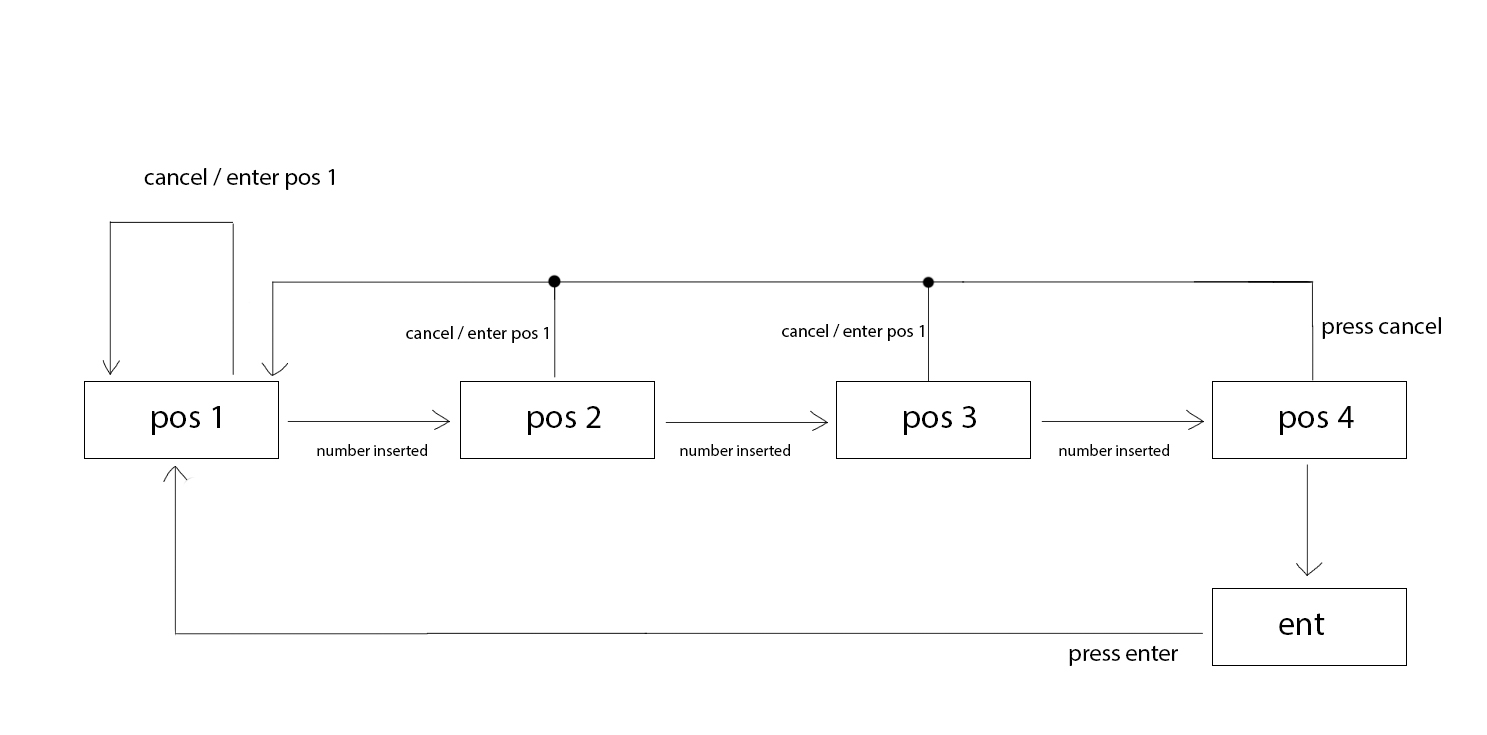 cancel / enter pos 1
cancel / enter pos 1
cancel / enter pos 1
press cancel
pos 1
pos 2
pos 3
pos 4
number inserted
number inserted
number inserted
ent
press enter